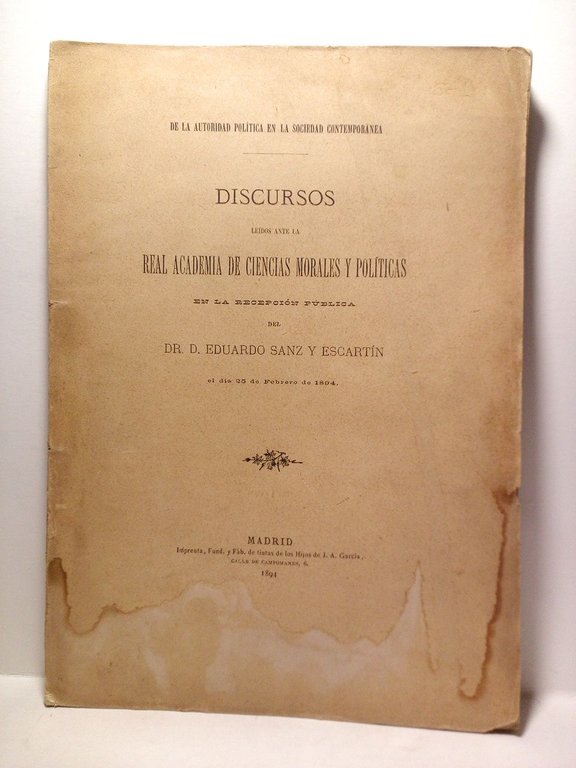 DE LA AUTORIDAD POLÍTICA EN LA SOCIEDAD CONTEMPORÁNEA
DISCURSOS
LEIDOS ANTE LA
REAL ACADEMIA DE CIENCIAS MORALES Y POLÍTICAS
EN LA RECEPCIÓN PÚBLICA
DEL
DR. D. EDUARDO SANZ Y ESCARTÍN
el día 25 de Febrero de 1894.
MADRID
Imprenta, Fund. y Fáb. de tintas de los Hijos de J. A. García,
CALLE DE CAMPOMANES, 6.
1894